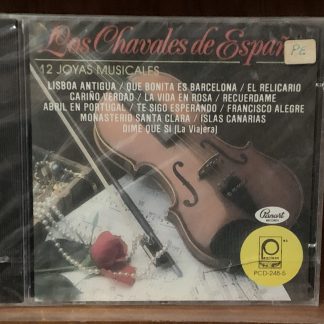 Los Chavales de Españ
PE
12 JOYAS MUSICALES
LISBOA ANTIGUA / QUE BONITA ES BARCELONA / EL RELICARIO
CARIÑO VERDAD / LA VIDA EN ROSA / RECUERDAME
ABRIL EN PORTUGAL / TE SIGO ESPERANDO / FRANCISCO ALEGRE
MONASTERIO SANTA CLARA / ISLAS CANARIAS
DIME QUE SI (La Viajera)
Panart
PCD-248-5